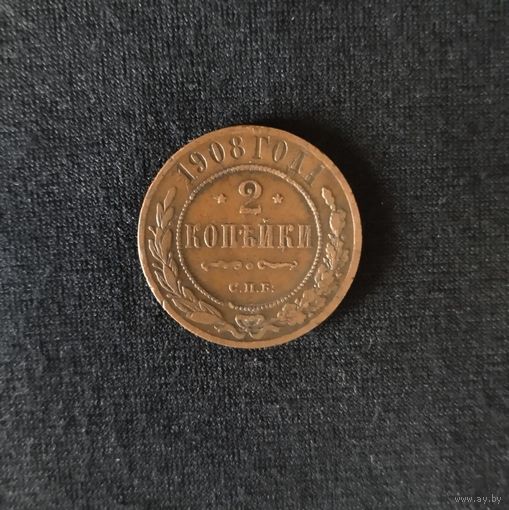 1908 ГОДА
* 2 *
КОПѢЙКИ
С.П.Б.
www.ay.by